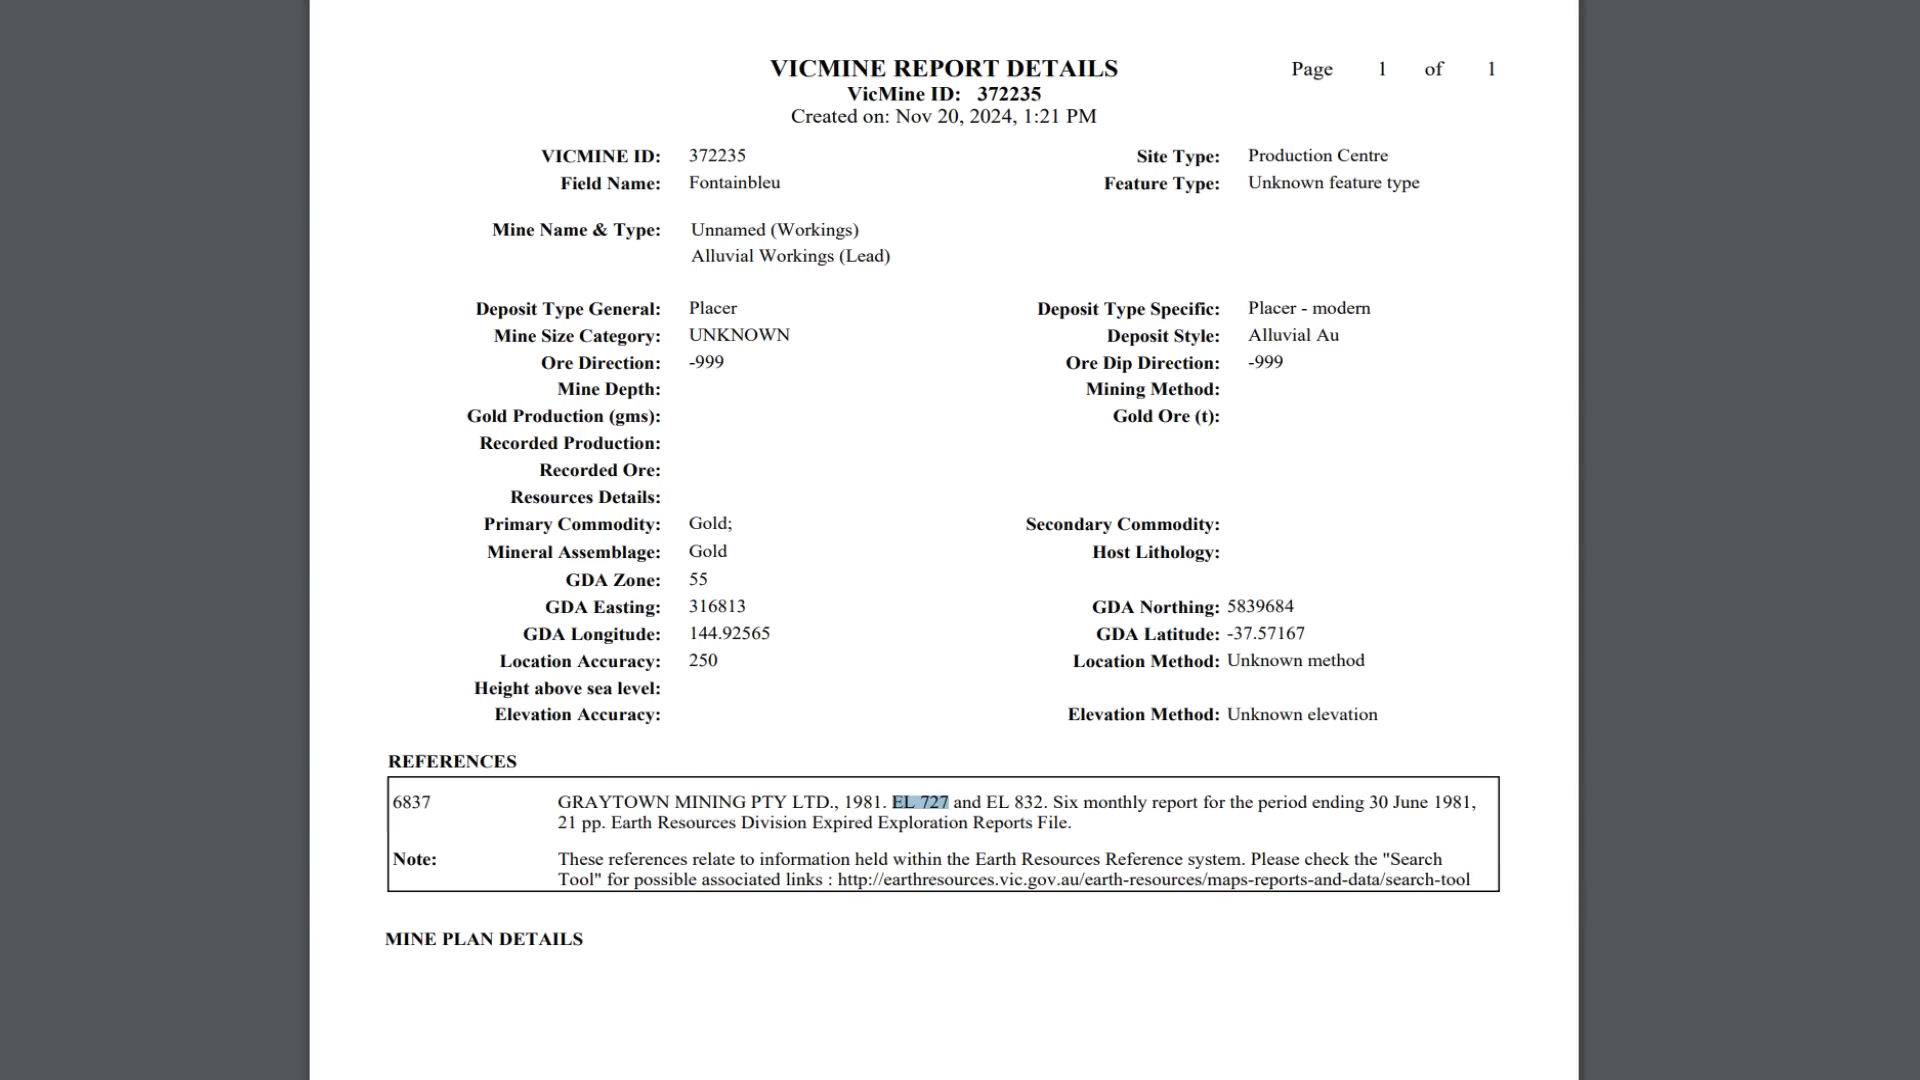 VICMINE REPORT DETAILS Page 1 of 1
VicMine ID: 372235
Created on: Nov 20, 2024, 1:21 PM
VICMINE ID: 372235 Site Type: Production Centre
Field Name: Fontainbleu Feature Type: Unknown feature type
Mine Name & Type: Unnamed (Workings)
Alluvial Workings (Lead)
Deposit Type General: Placer Deposit Type Specific: Placer - modern
Mine Size Category: UNKNOWN Deposit Style: Alluvial Au
Ore Direction: -999 Ore Dip Direction: -999
Mine Depth: Mining Method:
Gold Production (gms): Gold Ore (t):
Recorded Production:
Recorded Ore:
Resources Details:
Primary Commodity: Gold; Secondary Commodity:
Mineral Assemblage: Gold Host Lithology:
GDA Zone: 55
GDA Easting: 316813 GDA Northing: 5839684
GDA Longitude: 144.92565 GDA Latitude: -37.57167
Location Accuracy: 250 Location Method: Unknown method
Height above sea level:
Elevation Accuracy: Elevation Method: Unknown elevation
REFERENCES
6837 GRAYTOWN MINING PTY LTD., 1981. EL 727 and EL 832. Six monthly report for the period ending 30 June 1981,
21 pp. Earth Resources Division Expired Exploration Reports File.
Note: These references relate to information held within the Earth Resources Reference system. Please check the "Search
Tool" for possible associated links : http://earthresources.vic.gov.au/earth-resources/maps-reports-and-data/search-tool
MINE PLAN DETAILS